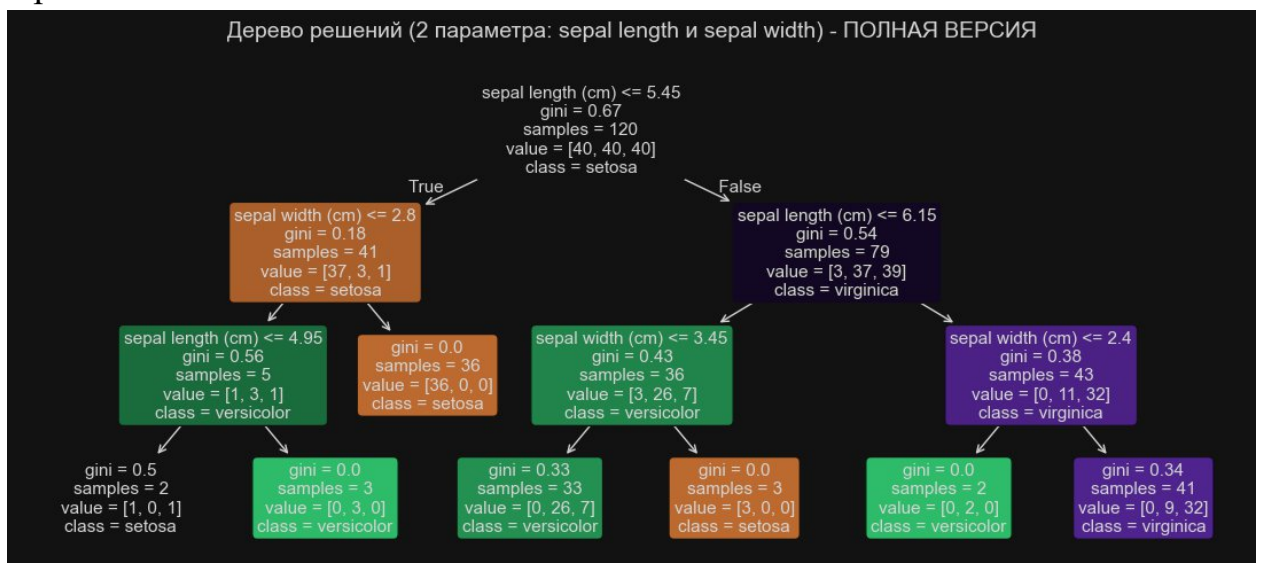 Дерево решений (2 параметра: sepal length и sepal width) - ПОЛНАЯ ВЕРСИЯ
sepal length (cm) <= 5.45
gini = 0.67
samples = 120
value = [40, 40, 40]
class = setosa
True
False
sepal width (cm) <= 2.8
gini = 0.18
samples = 41
value = [37, 3, 1]
class = setosa
sepal length (cm) <= 6.15
gini = 0.54
samples = 79
value = [3, 37, 39]
class = virginica
sepal length (cm) <= 4.95
gini = 0.56
samples = 5
value = [1, 3, 1]
class = versicolor
gini = 0.0
samples = 36
value = [36, 0, 0]
class = setosa
sepal width (cm) <= 3.45
gini = 0.43
samples = 36
value = [3, 26, 7]
class = versicolor
sepal width (cm) <= 2.4
gini = 0.38
samples = 43
value = [0, 11, 32]
class = virginica
gini = 0.5
samples = 2
value = [1, 0, 1]
class = setosa
gini = 0.0
samples = 3
value = [0, 3, 0]
class = versicolor
gini = 0.33
samples = 33
value = [0, 26, 7]
class = versicolor
gini = 0.0
samples = 3
value = [3, 0, 0]
class = setosa
gini = 0.0
samples = 2
value = [0, 2, 0]
class = versicolor
gini = 0.34
samples = 41
value = [0, 9, 32]
class = virginica